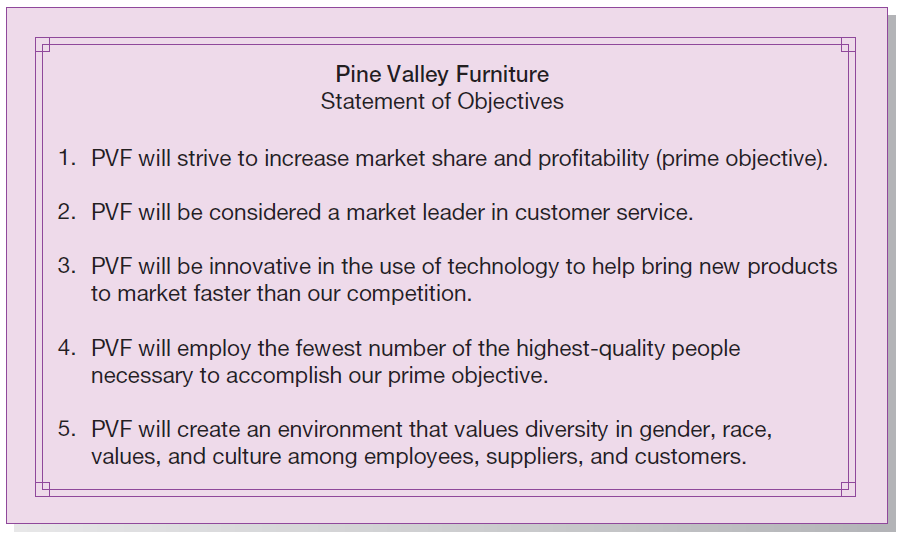 Pine Valley Furniture
Statement of Objectives
1. PVF will strive to increase market share and profitability (prime objective).
2. PVF will be considered a market leader in customer service.
3. PVF will be innovative in the use of technology to help bring new products
to market faster than our competition.
4. PVF will employ the fewest number of the highest-quality people
necessary to accomplish our prime objective.
5. PVF will create an environment that values diversity in gender, race,
values, and culture among employees, suppliers, and customers.